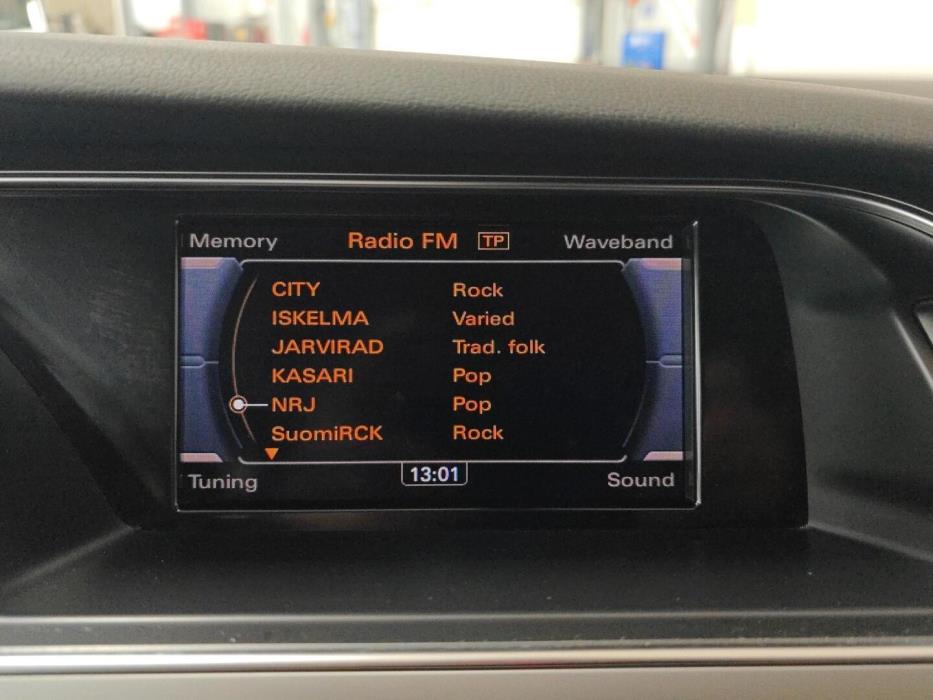 Memory Radio FM TP Waveband
CITY Rock
ISKELMA Varied
JARVIRAD Trad. folk
KASARI Pop
NRJ Pop
SuomiRCK Rock
Tuning 13:01 Sound